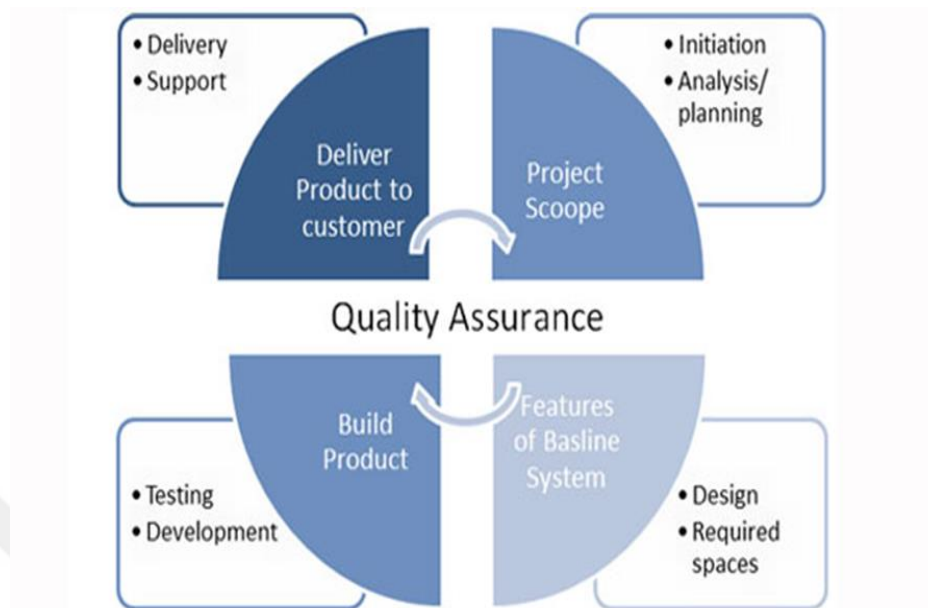 • Delivery
• Support
Deliver
Product to
customer
Project
Scoope
• Initiation
• Analysis/
planning
Quality Assurance
• Testing
• Development
Build
Product
Features
of Basline
System
• Design
• Required
spaces